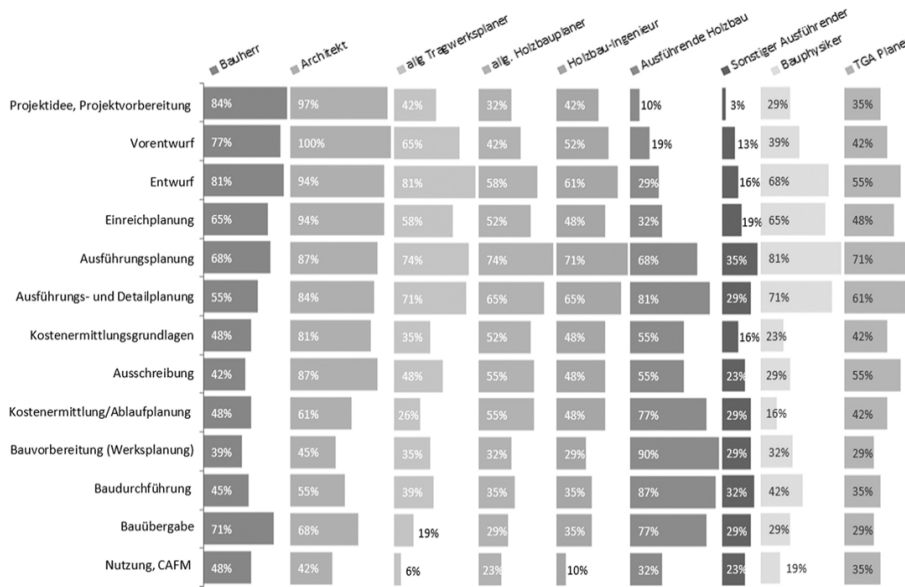 Bauherr Architekt allg Tragwerksplaner allg. Holzbauplaner Holzbau-Ingenieur Ausführende Holzbau Sonstiger Ausführender Bauphysiker TGA Plane
Projektidee, Projektvorbereitung 84% 97% 42% 32% 42% 10% 3% 29% 35%
Vorentwurf 77% 100% 65% 42% 52% 19% 13% 39% 42%
Entwurf 81% 94% 81% 58% 61% 29% 16% 68% 55%
Einreichplanung 65% 94% 58% 52% 48% 32% 19% 65% 48%
Ausführungsplanung 68% 87% 74% 74% 71% 68% 35% 81% 71%
Ausführungs- und Detailplanung 55% 84% 71% 65% 65% 81% 29% 71% 61%
Kostenermittlungsgrundlagen 48% 81% 35% 52% 48% 55% 16% 23% 42%
Ausschreibung 42% 87% 48% 55% 48% 55% 23% 29% 55%
Kostenermittlung/Ablaufplanung 48% 61% 26% 55% 48% 77% 29% 16% 42%
Bauvorbereitung (Werksplanung) 39% 45% 35% 32% 29% 90% 29% 32% 29%
Baudurchführung 45% 55% 39% 35% 35% 87% 32% 42% 35%
Bauübergabe 71% 68% 19% 29% 35% 77% 29% 29% 29%
Nutzung, CAFM 48% 42% 6% 23% 10% 32% 23% 19% 35%